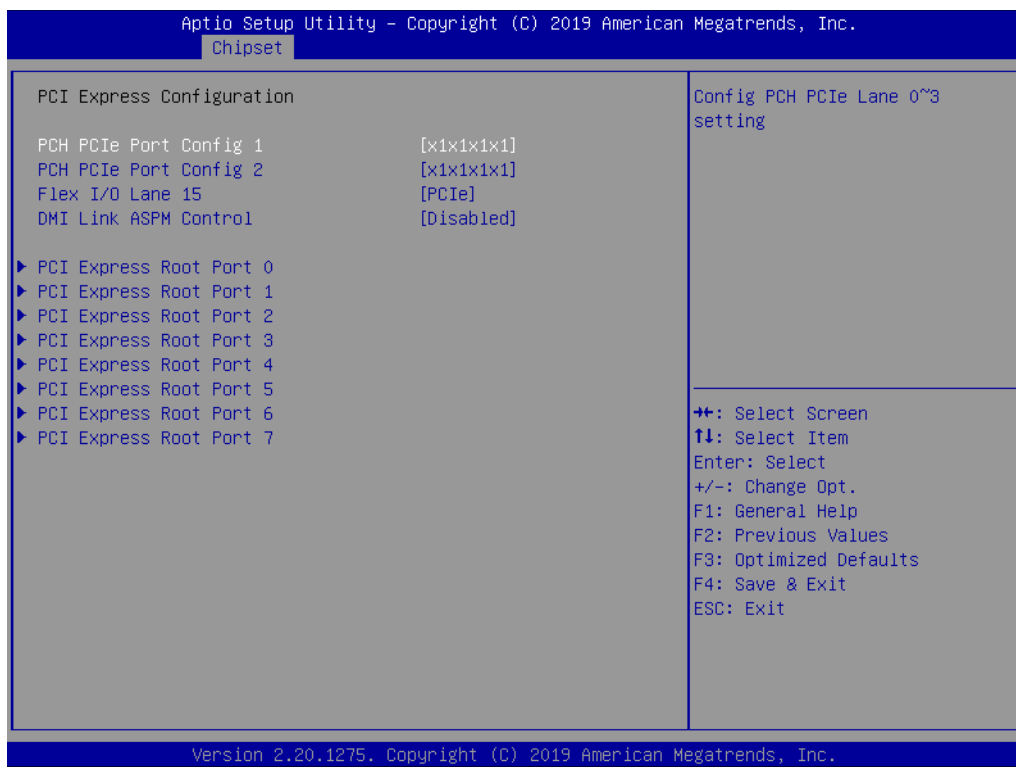 Aptio Setup Utility – Copyright (C) 2019 American Megatrends, Inc.
Chipset
PCI Express Configuration
PCH PCIe Port Config 1 [x1x1x1x1]
PCH PCIe Port Config 2 [x1x1x1x1]
Flex I/O Lane 15 [PCIe]
DMI Link ASPM Control [Disabled]
▶ PCI Express Root Port 0
▶ PCI Express Root Port 1
▶ PCI Express Root Port 2
▶ PCI Express Root Port 3
▶ PCI Express Root Port 4
▶ PCI Express Root Port 5
▶ PCI Express Root Port 6
▶ PCI Express Root Port 7
Config PCH PCIe Lane 0~3
setting
→←: Select Screen
↑↓: Select Item
Enter: Select
+/-: Change Opt.
F1: General Help
F2: Previous Values
F3: Optimized Defaults
F4: Save & Exit
ESC: Exit
Version 2.20.1275. Copyright (C) 2019 American Megatrends, Inc.